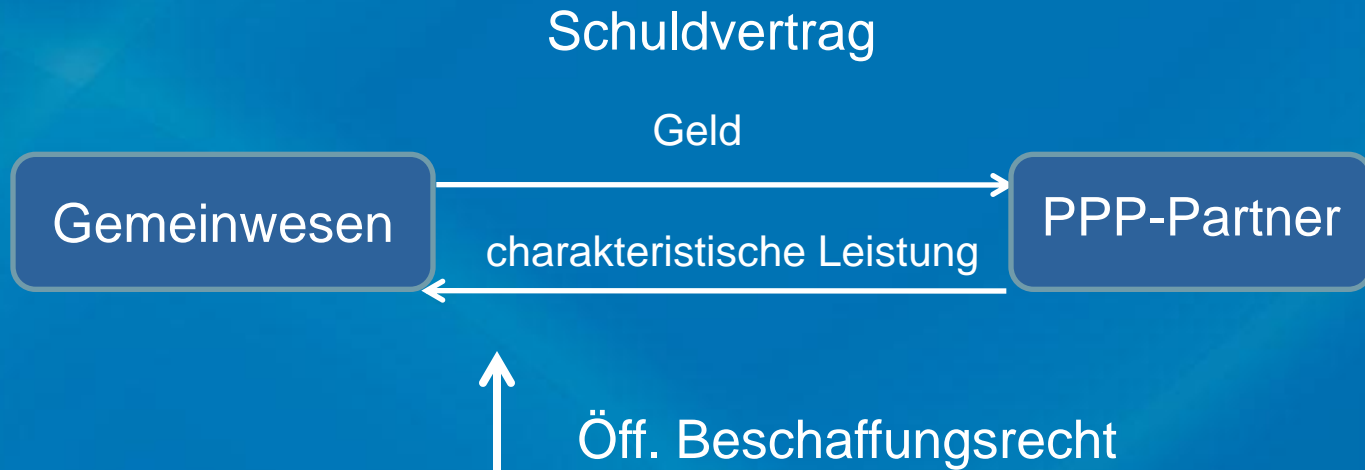 Schuldvertrag
Geld
Gemeinwesen
PPP-Partner
charakteristische Leistung
Öff. Beschaffungsrecht